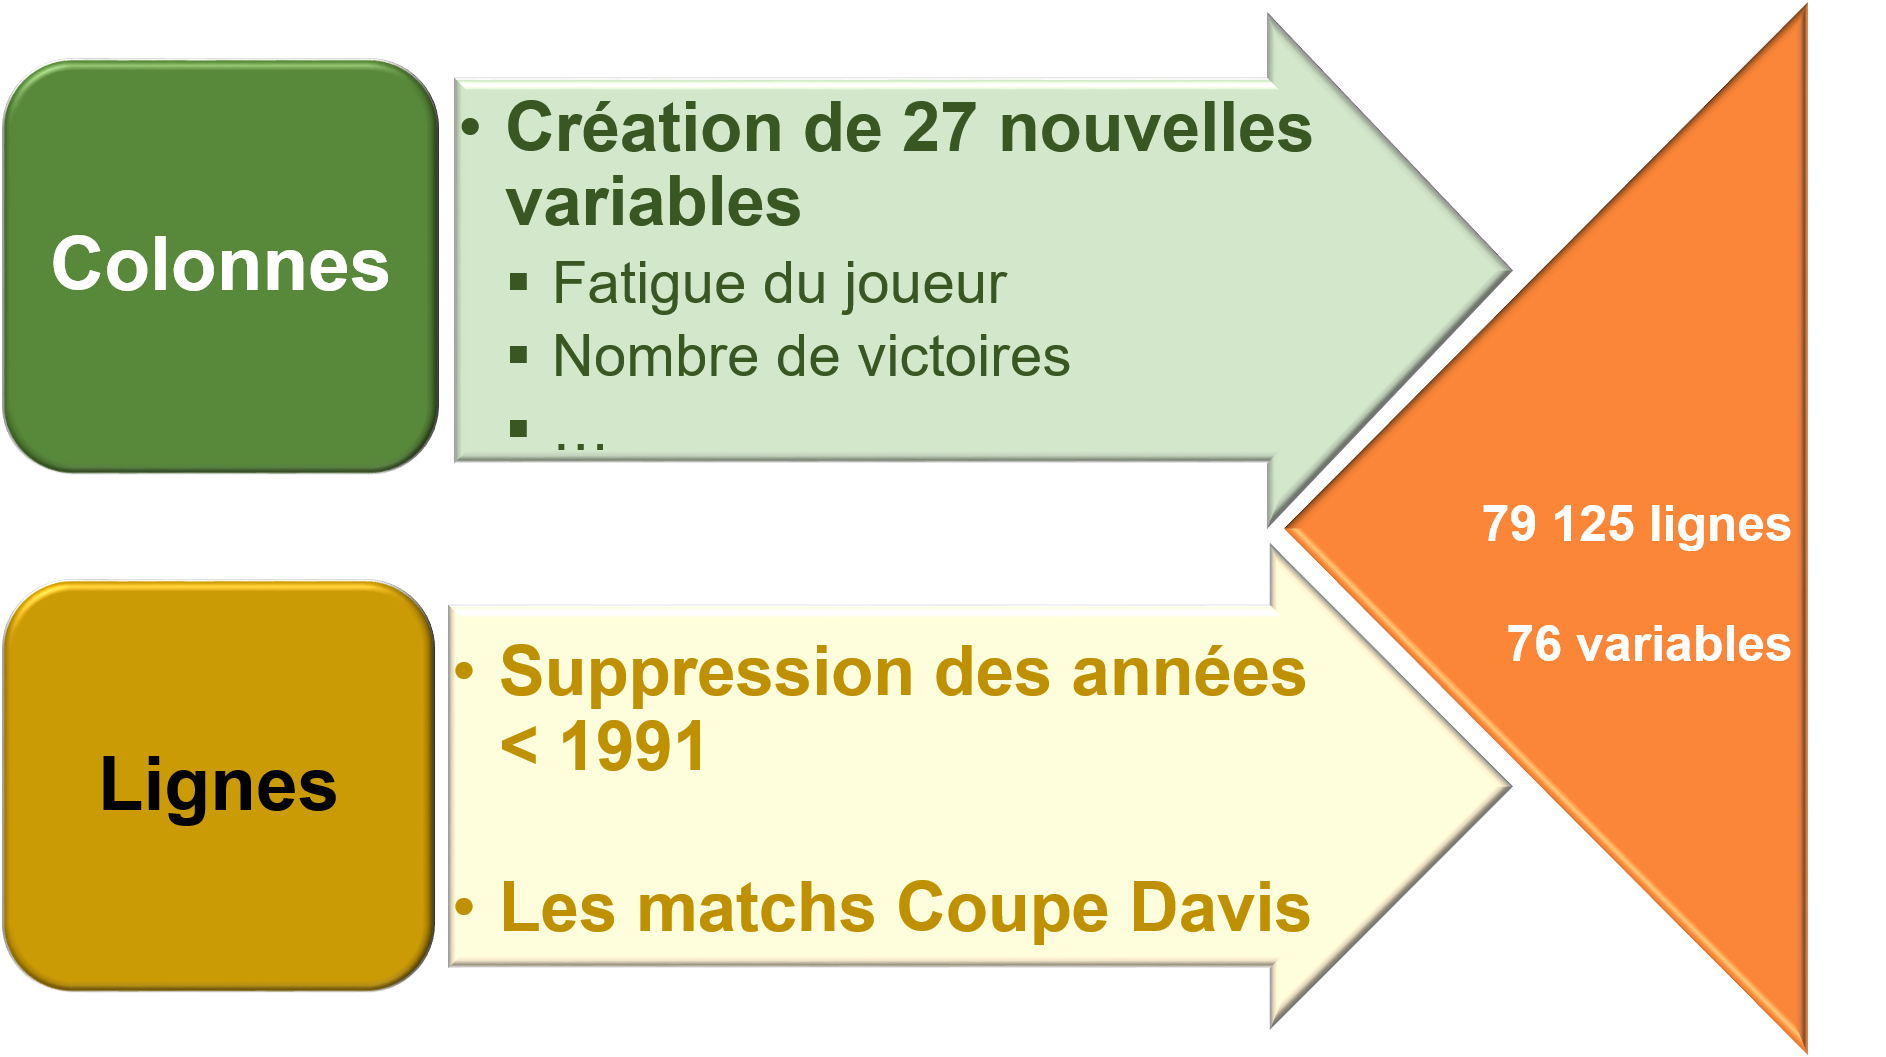 Colonnes
• Création de 27 nouvelles
variables
▪ Fatigue du joueur
▪ Nombre de victoires
▪ …
Lignes
• Suppression des années
< 1991
• Les matchs Coupe Davis
79 125 lignes
76 variables